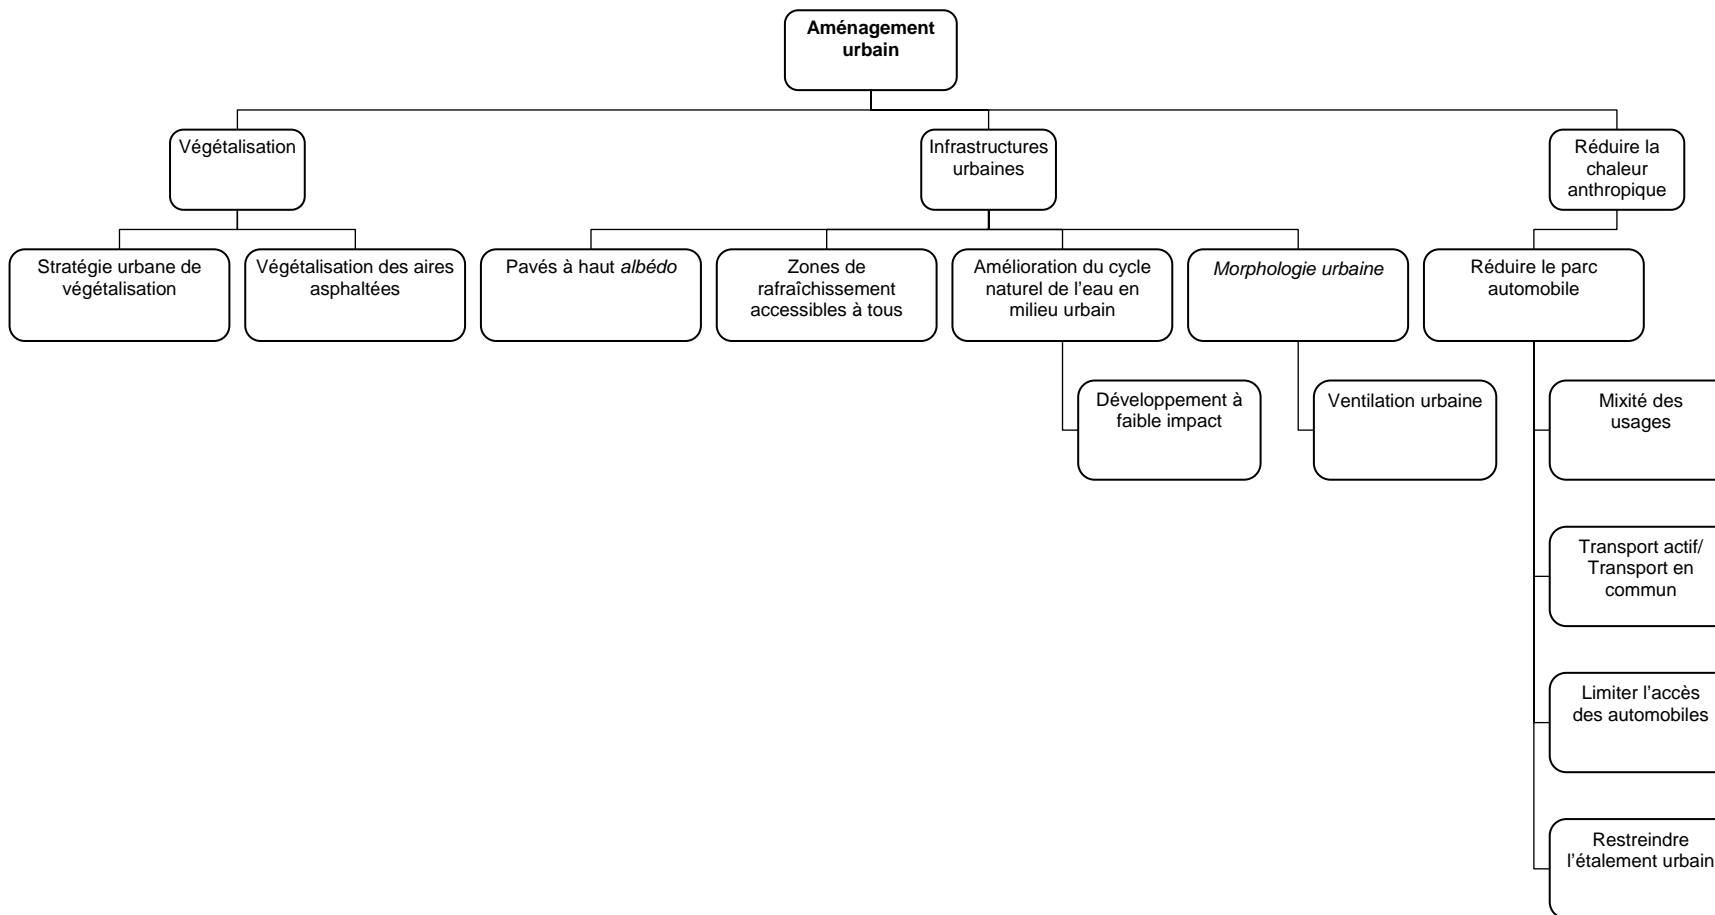 Aménagement
urbain
Végétalisation
Infrastructures
urbaines
Réduire la
chaleur
anthropique
Stratégie urbane de
végétalisation
Végétalisation des aires
asphaltées
Pavés à haut albédo
Zones de
rafraîchissement
accessibles à tous
Amélioration du cycle
naturel de l’eau en
milieu urbain
Morphologie urbaine
Réduire le parc
automobile
Développement à
faible impact
Ventilation urbaine
Mixité des
usages
Transport actif/
Transport en
commun
Limiter l’accès
des automobiles
Restreindre
l’étalement urbain